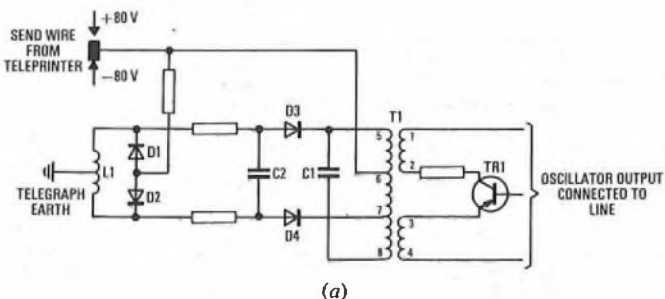 +80 V
SEND WIRE
FROM
TELEPRINTER
−80 V
D3
T1
5
1
D1
2
TR1
L1
C2
C1
6
OSCILLATOR OUTPUT
CONNECTED TO
LINE
TELEGRAPH
EARTH
D2
7
3
D4
8
4
(a)